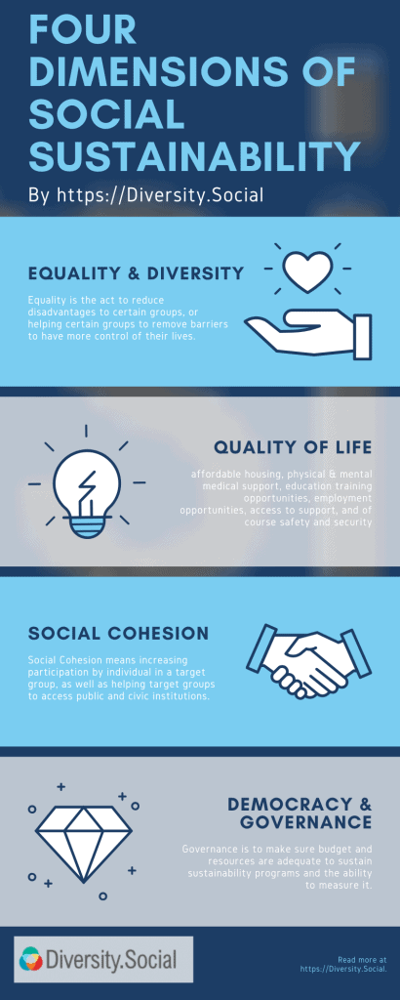 FOUR
DIMENSIONS OF
SOCIAL
SUSTAINABILITY
By https://Diversity.Social
EQUALITY & DIVERSITY
Equality is the act to reduce
disadvantages to certain groups, or
helping certain groups to remove barriers
to have more control of their lives.
QUALITY OF LIFE
affordable housing, physical & mental
medical support, education training
opportunities, employment
opportunities, access to support, and of
course safety and security
SOCIAL COHESION
Social Cohesion means increasing
participation by individual in a target
group, as well as helping target groups
to access public and civic institutions.
DEMOCRACY &
GOVERNANCE
Governance is to make sure budget and
resources are adequate to sustain
sustainability programs and the ability
to measure it.
Diversity.Social
Read more at
https://Diversity.Social.